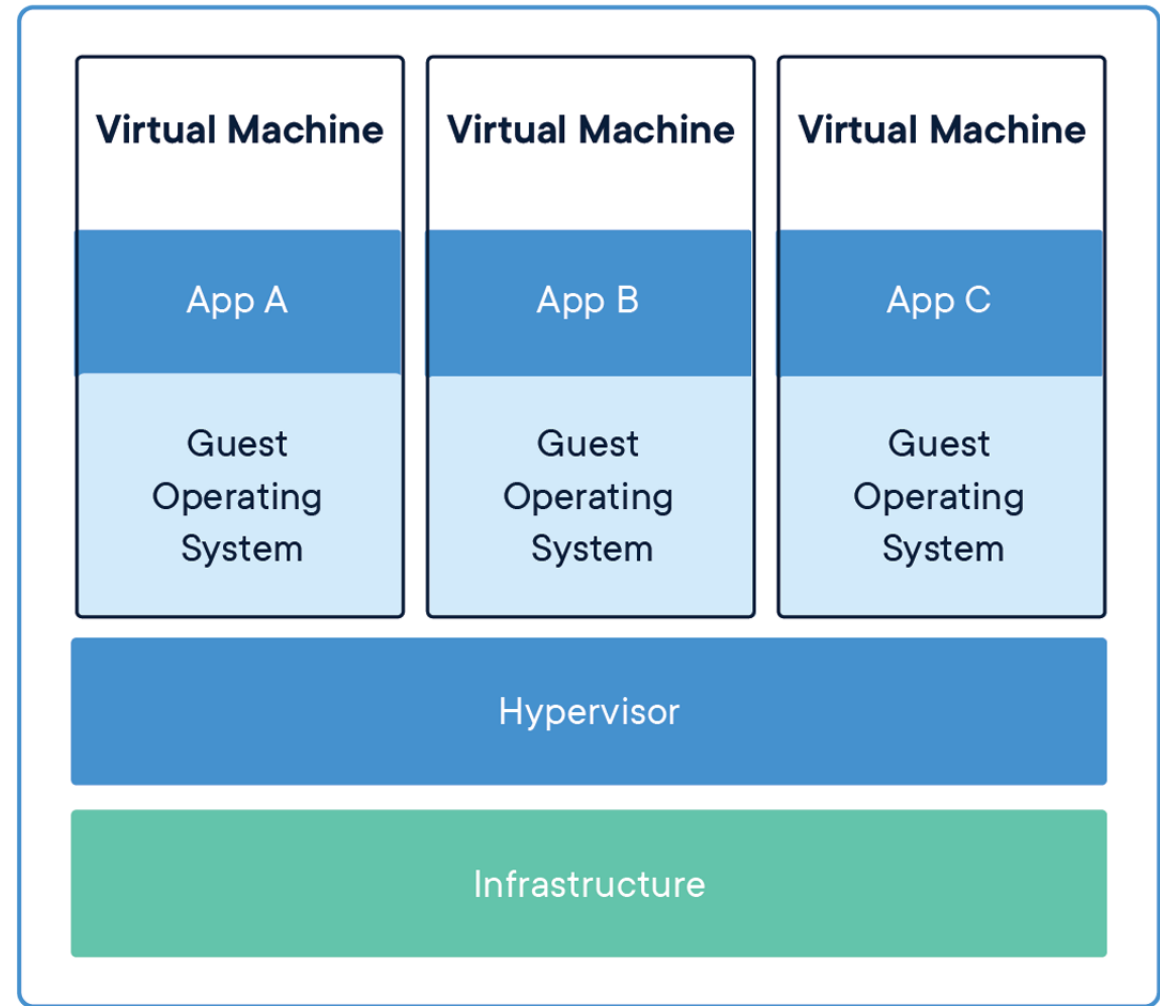 Virtual Machine
Virtual Machine
Virtual Machine
App A
App B
App C
Guest
Operating
System
Guest
Operating
System
Guest
Operating
System
Hypervisor
Infrastructure